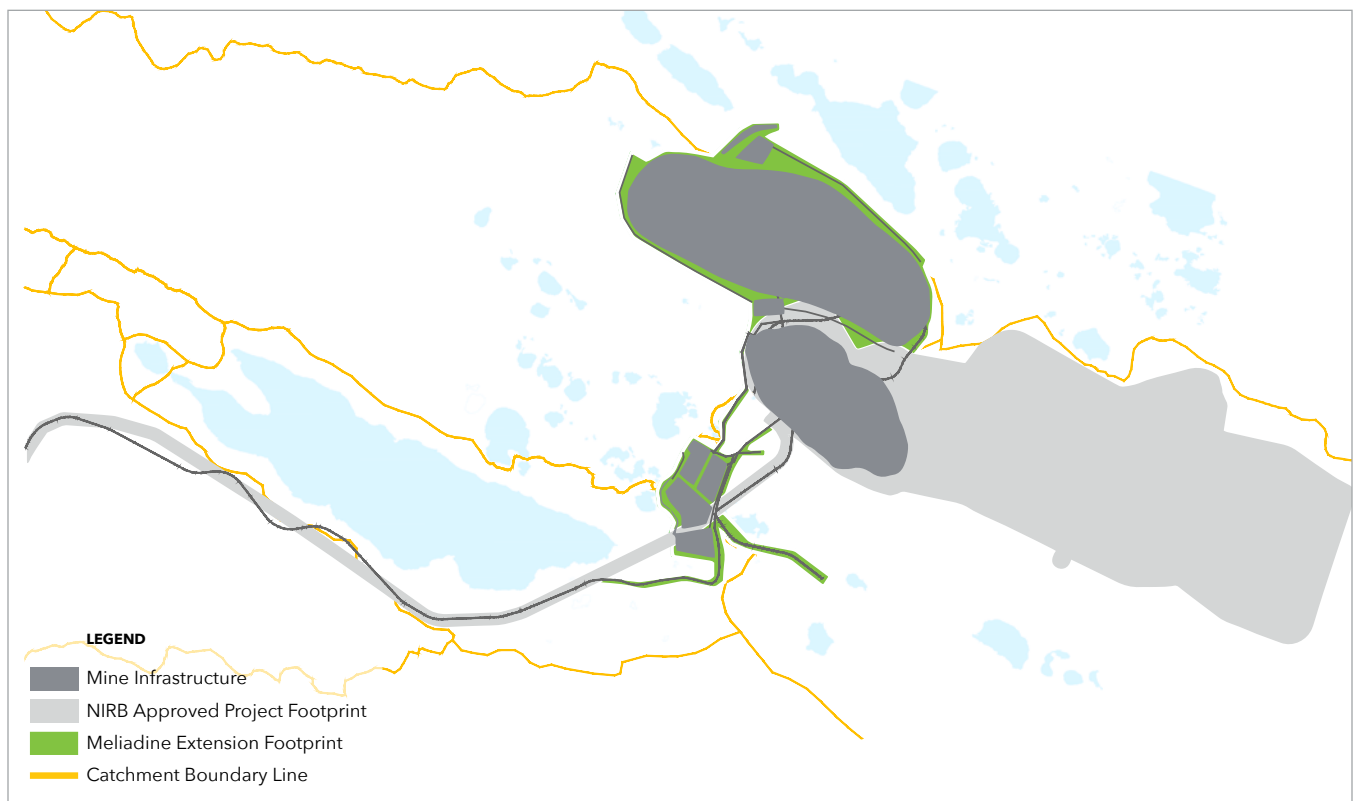 LEGEND
Mine Infrastructure
NIRB Approved Project Footprint
Meliadine Extension Footprint
Catchment Boundary Line